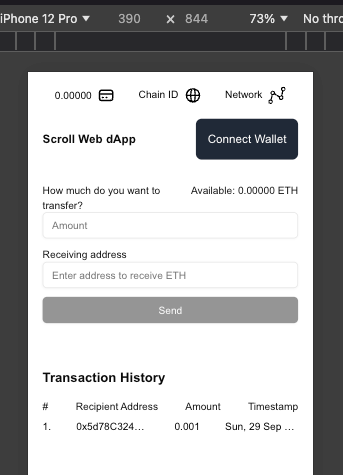 iPhone 12 Pro 390 × 844 73% No thro
0.00000 Chain ID Network
Scroll Web dApp Connect Wallet
How much do you want to transfer? Available: 0.00000 ETH
Amount
Receiving address
Enter address to receive ETH
Send
Transaction History
# Recipient Address Amount Timestamp
1. 0x5d78C324... 0.001 Sun, 29 Sep ...